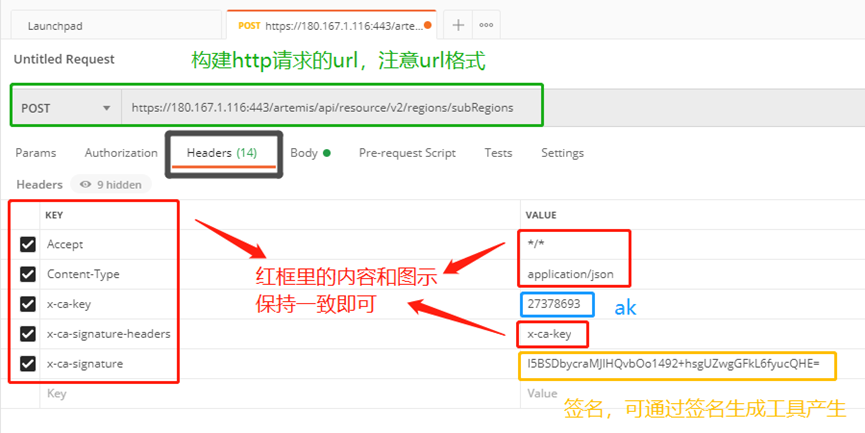 Launchpad
POST https://180.167.1.116:443/arte...
Untitled Request
构建http请求的url，注意url格式
POST https://180.167.1.116:443/artemis/api/resource/v2/regions/subRegions
Params Authorization Headers (14) Body Pre-request Script Tests Settings
Headers 9 hidden
KEY VALUE
Accept */*
Content-Type application/json
红框里的内容和图示
保持一致即可
x-ca-key 27378693 ak
x-ca-signature-headers x-ca-key
x-ca-signature I5BSDbycraMJIHQvbOo1492+hsgUZwgGFkL6fyucQHE=
Key Value
签名，可通过签名生成工具产生